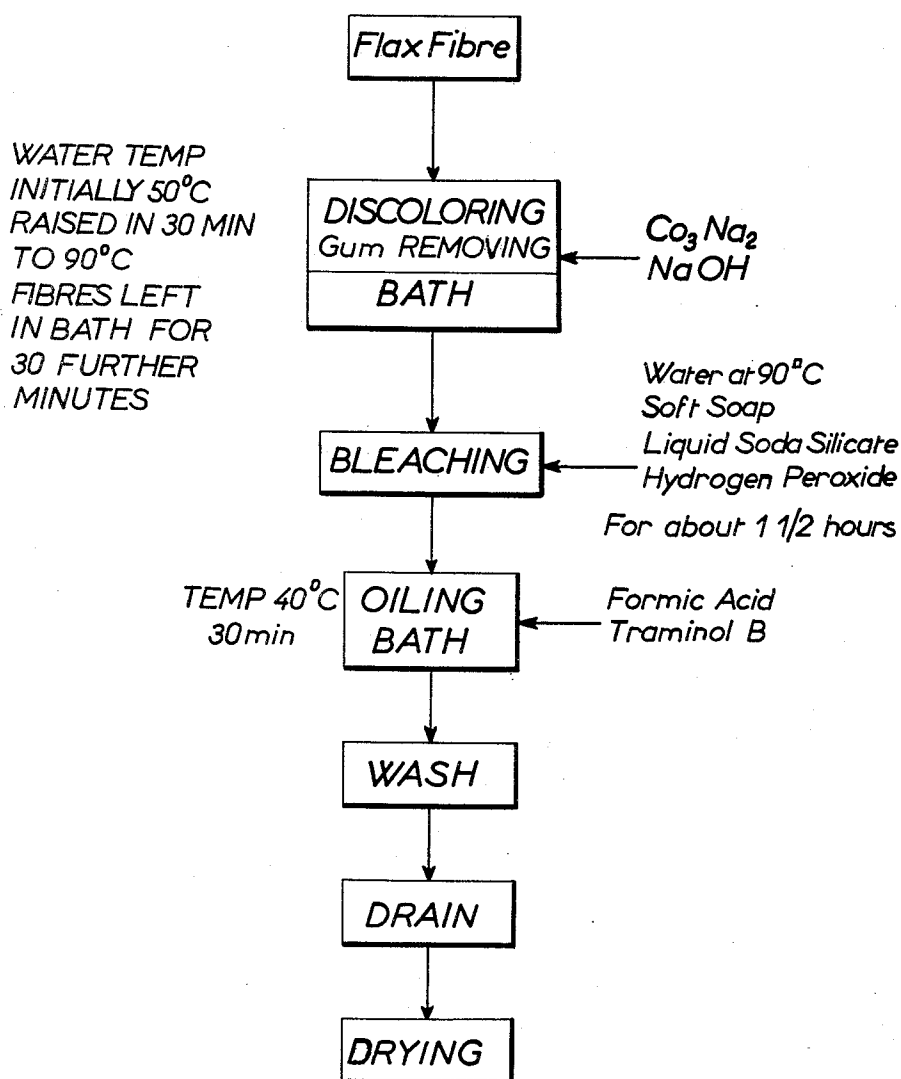 Flax Fibre
WATER TEMP
INITIALLY 50°C
RAISED IN 30 MIN
TO 90°C
FIBRES LEFT
IN BATH FOR
30 FURTHER
MINUTES
DISCOLORING
Gum REMOVING
BATH
Co₃ Na₂
NaOH
BLEACHING
Water at 90°C
Soft Soap
Liquid Soda Silicate
Hydrogen Peroxide
For about 1 1/2 hours
TEMP 40°C
30 min
OILING
BATH
Formic Acid
Traminol B
WASH
DRAIN
DRYING